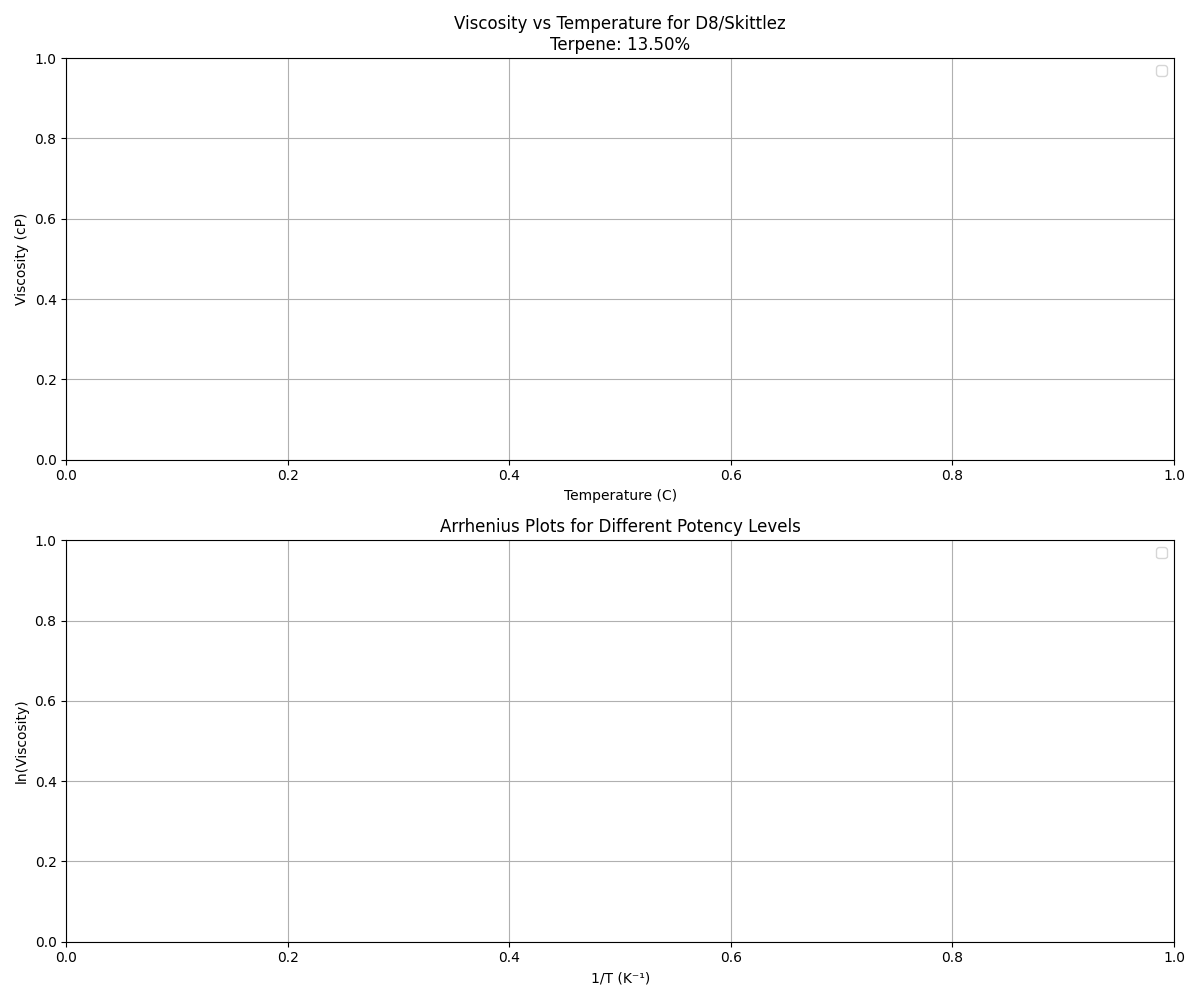 Viscosity vs Temperature for D8/Skittlez
Terpene: 13.50%
1.0
0.8
0.6
0.4
0.2
0.0
Viscosity (cP)
0.0 0.2 0.4 0.6 0.8 1.0
Temperature (C)
Arrhenius Plots for Different Potency Levels
1.0
0.8
0.6
0.4
0.2
0.0
ln(Viscosity)
0.0 0.2 0.4 0.6 0.8 1.0
1/T (K⁻¹)